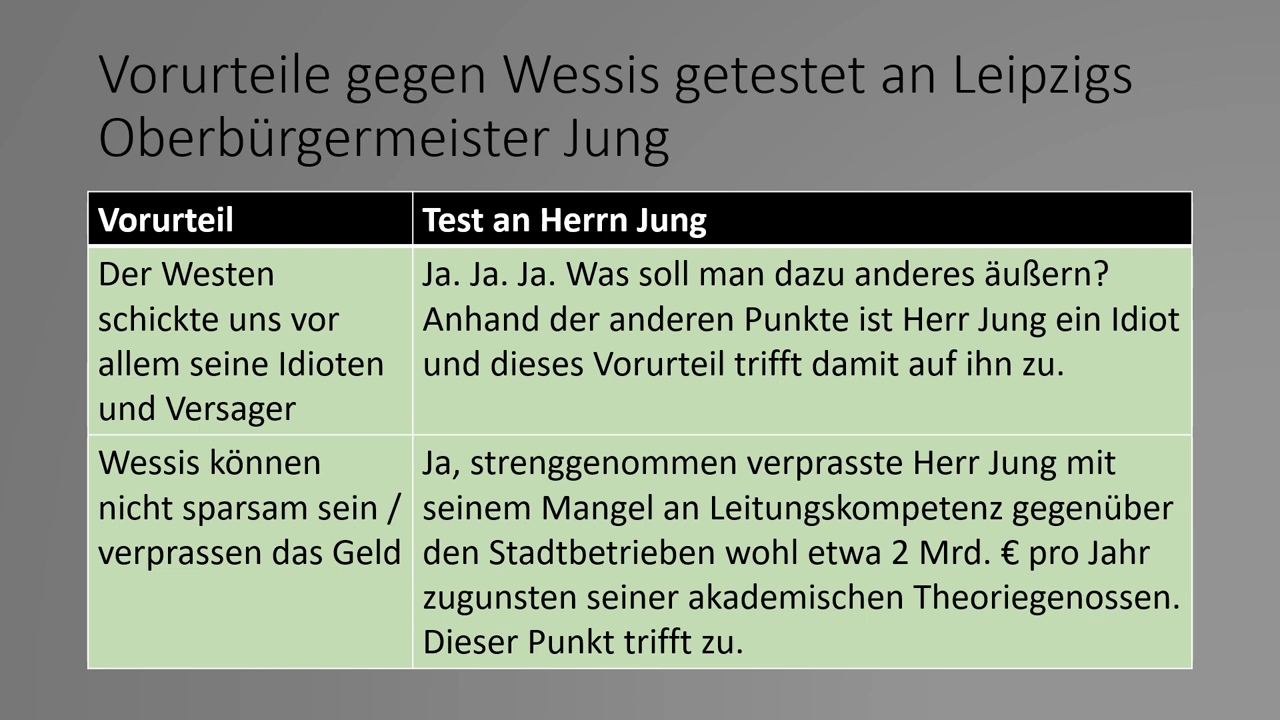 Vorurteile gegen Wessis getestet an Leipzigs
Oberbürgermeister Jung
Vorurteil
Test an Herrn Jung
Der Westen
schickte uns vor
allem seine Idioten
und Versager
Ja. Ja. Ja. Was soll man dazu anderes äußern?
Anhand der anderen Punkte ist Herr Jung ein Idiot
und dieses Vorurteil trifft damit auf ihn zu.
Wessis können
nicht sparsam sein /
verprassen das Geld
Ja, strenggenommen verprasste Herr Jung mit
seinem Mangel an Leitungskompetenz gegenüber
den Stadtbetrieben wohl etwa 2 Mrd. € pro Jahr
zugunsten seiner akademischen Theoriegenossen.
Dieser Punkt trifft zu.